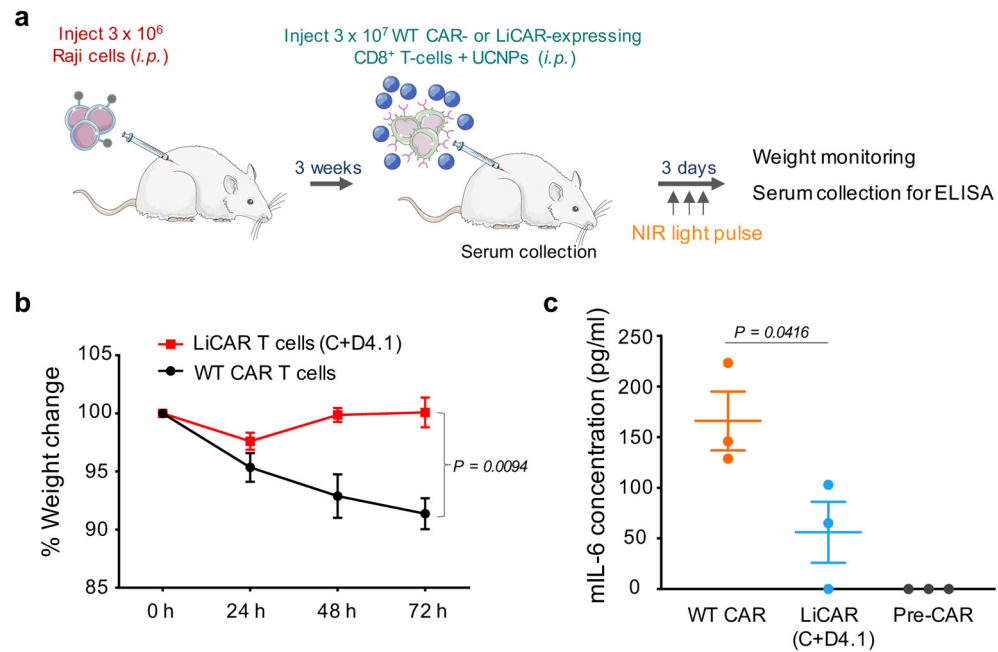 a
Inject 3 x 10⁶
Raji cells (i.p.)
Inject 3 x 10⁷ WT CAR- or LiCAR-expressing
CD8⁺ T-cells + UCNPs (i.p.)
3 weeks
3 days
Weight monitoring
Serum collection for ELISA
NIR light pulse
Serum collection
b
% Weight change
105
100
95
90
85
LiCAR T cells (C+D4.1)
WT CAR T cells
P = 0.0094
0 h
24 h
48 h
72 h
c
mIL-6 concentration (pg/ml)
250
200
150
100
50
0
P = 0.0416
WT CAR
LiCAR
(C+D4.1)
Pre-CAR